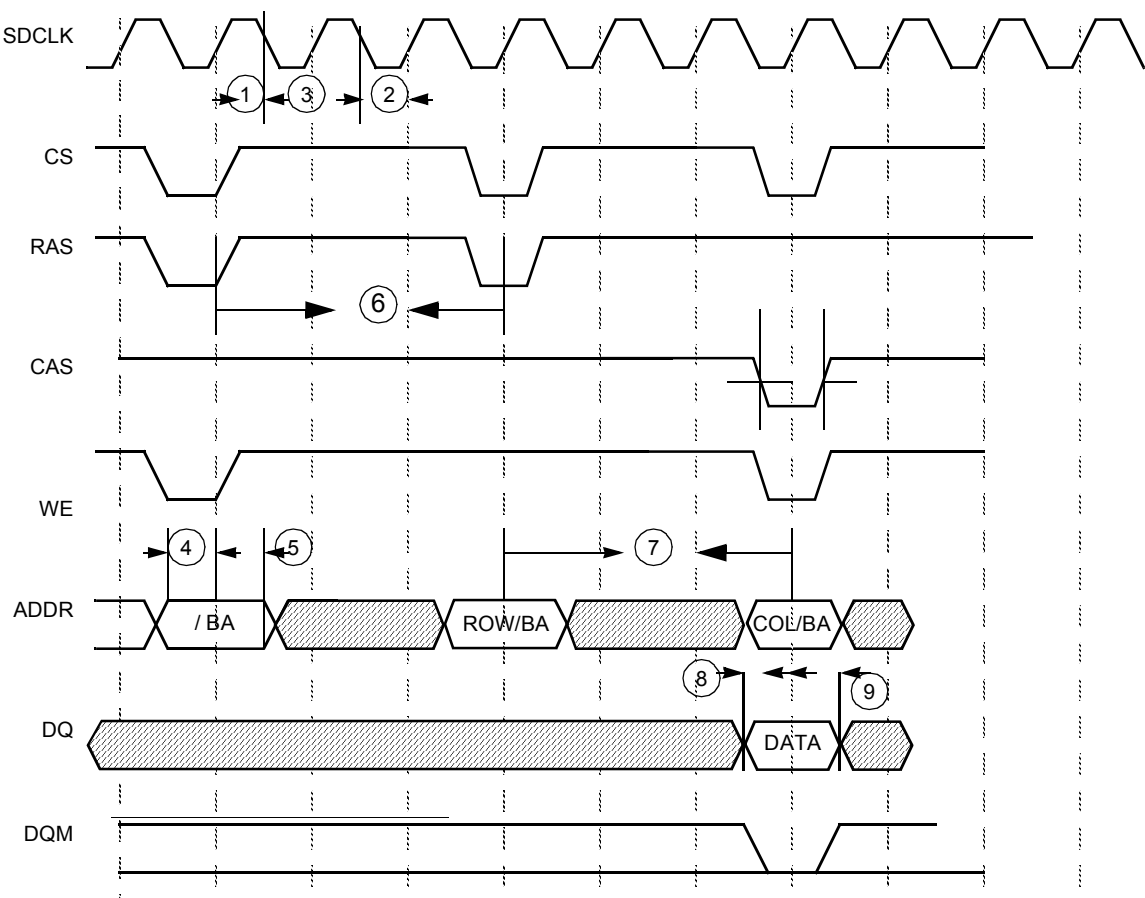 SDCLK
1 3 2
CS
RAS
6
CAS
WE
4 5 7
ADDR / BA ROW/BA COL/BA
8 9
DQ DATA
DQM